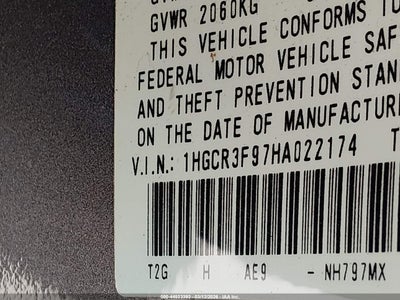 GVWR 2060KG
THIS VEHICLE CONFORMS TO
FEDERAL MOTOR VEHICLE SAF
AND THEFT PREVENTION STAN
ON THE DATE OF MANUFACTURE
V.I.N.: 1HGCR3F97HA022174 T
T2G H AE9 - NH797MX